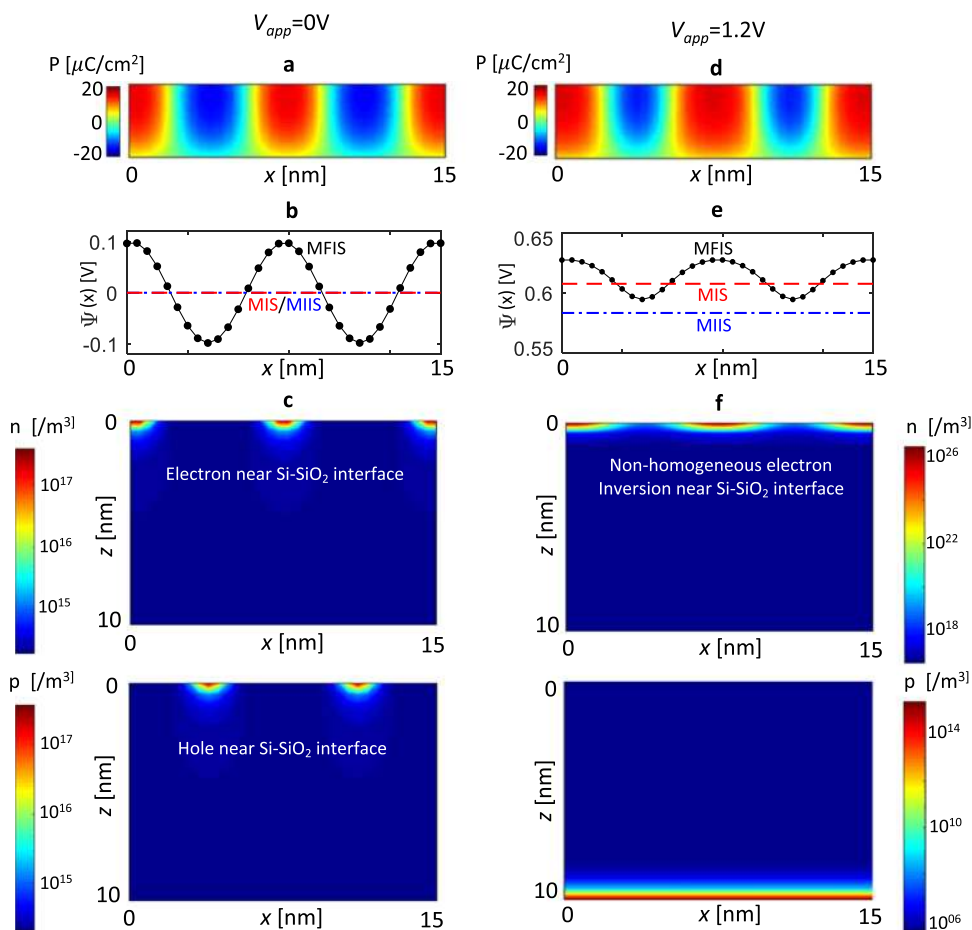 V_app=0V
P [μC/cm²]
a
20
0
-20
0
x [nm]
15
b
Ψ (x) [V]
0.1
0
-0.1
MFIS
MIS/MIIS
0
x [nm]
15
c
n [/m³]
10¹⁷
10¹⁶
10¹⁵
0
z [nm]
10
Electron near Si-SiO₂ interface
0
x [nm]
15
p [/m³]
10¹⁷
10¹⁶
10¹⁵
0
z [nm]
10
Hole near Si-SiO₂ interface
0
x [nm]
15
V_app=1.2V
P [μC/cm²]
d
20
0
-20
0
x [nm]
15
e
Ψ (x) [V]
0.65
0.6
0.55
MFIS
MIS
MIIS
0
x [nm]
15
f
0
z [nm]
10
Non-homogeneous electron
Inversion near Si-SiO₂ interface
0
x [nm]
15
n [/m³]
10²⁶
10²²
10¹⁸
0
z [nm]
10
0
x [nm]
15
p [/m³]
10¹⁴
10¹⁰
10⁰⁶